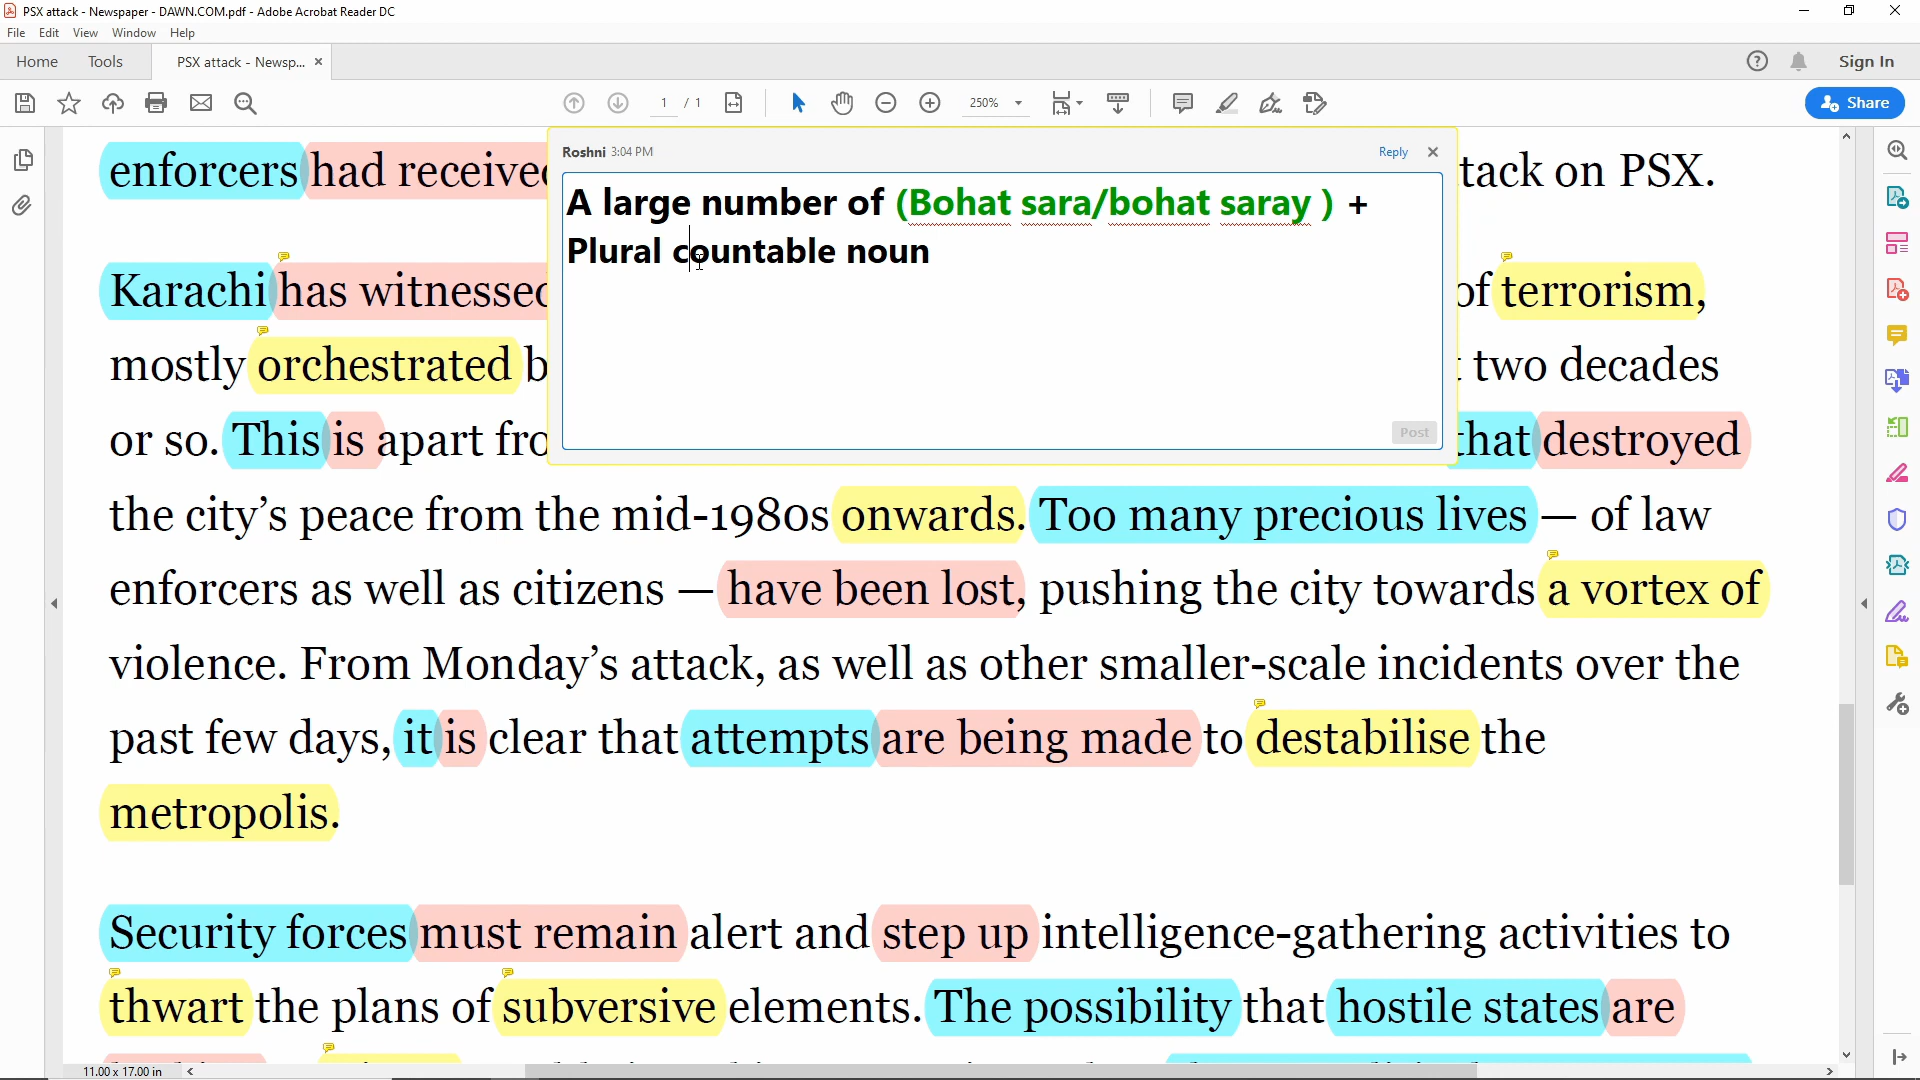 PSX attack - Newspaper - DAWN.COM.pdf - Adobe Acrobat Reader DC
File Edit View Window Help
Home Tools PSX attack - Newsp... × Sign In
1 / 1 250% Share
Roshni 3:04 PM Reply
A large number of (Bohat sara/bohat saray ) +
Plural countable noun
Post
enforcers had received tack on PSX.
Karachi has witnessed of terrorism,
mostly orchestrated b two decades
or so. This is apart fro that destroyed
the city’s peace from the mid-1980s onwards. Too many precious lives — of law
enforcers as well as citizens — have been lost, pushing the city towards a vortex of
violence. From Monday’s attack, as well as other smaller-scale incidents over the
past few days, it is clear that attempts are being made to destabilise the
metropolis.
Security forces must remain alert and step up intelligence-gathering activities to
thwart the plans of subversive elements. The possibility that hostile states are
11.00 x 17.00 in